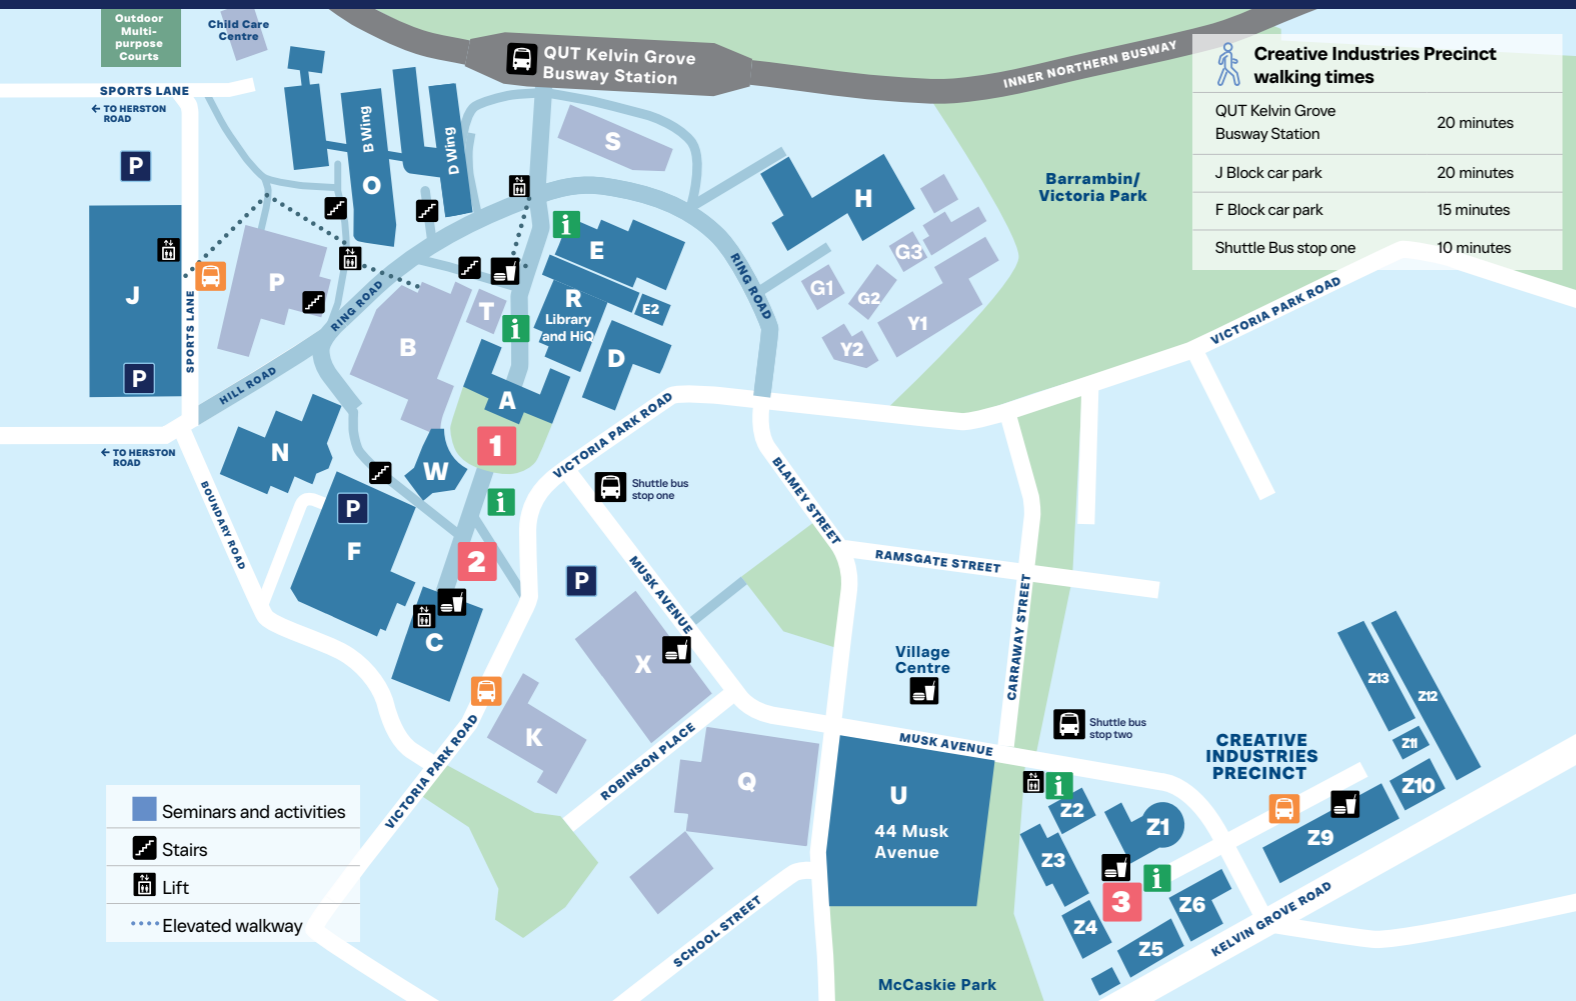 Outdoor
Multi-
purpose
Courts
Child Care
Centre
QUT Kelvin Grove
Busway Station
INNER NORTHERN BUSWAY
Creative Industries Precinct
walking times
QUT Kelvin Grove
Busway Station
20 minutes
J Block car park
20 minutes
F Block car park
15 minutes
Shuttle Bus stop one
10 minutes
SPORTS LANE
← TO HERSTON
ROAD
P
B Wing
D Wing
O
S
H
Barrambin/
Victoria Park
J
P
SPORTS LANE
P
i
E
R
Library
and HiQ
E2
T
i
B
D
A
RING ROAD
RING ROAD
HILL ROAD
G1
G2
G3
Y1
Y2
VICTORIA PARK ROAD
← TO HERSTON
ROAD
N
W
1
i
VICTORIA PARK ROAD
Shuttle bus
stop one
BOUNDARY ROAD
P
F
2
C
P
MUSK AVENUE
BLAMEY STREET
RAMSGATE STREET
CARRAWAY STREET
X
Village
Centre
K
VICTORIA PARK ROAD
ROBINSON PLACE
Q
MUSK AVENUE
Shuttle bus
stop two
U
44 Musk
Avenue
CREATIVE
INDUSTRIES
PRECINCT
Z13
Z12
Z11
Z10
Z9
i
Z2
Z1
Z3
i
3
Z6
Z4
Z5
KELVIN GROVE ROAD
SCHOOL STREET
McCaskie Park
Seminars and activities
Stairs
Lift
Elevated walkway